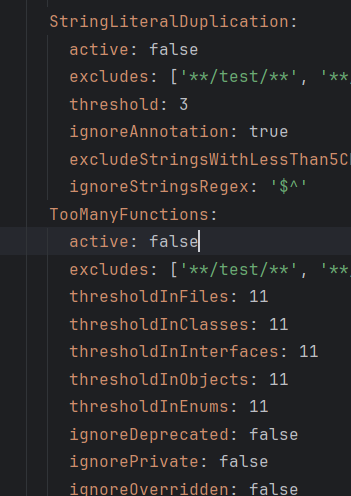 StringLiteralDuplication:
active: false
excludes: ['**/test/**', '**/
threshold: 3
ignoreAnnotation: true
excludeStringsWithLessThan5C
ignoreStringsRegex: '$^'
TooManyFunctions:
active: false
excludes: ['**/test/**', '**/
thresholdInFiles: 11
thresholdInClasses: 11
thresholdInInterfaces: 11
thresholdInObjects: 11
thresholdInEnums: 11
ignoreDeprecated: false
ignorePrivate: false
ignoreOverridden: false